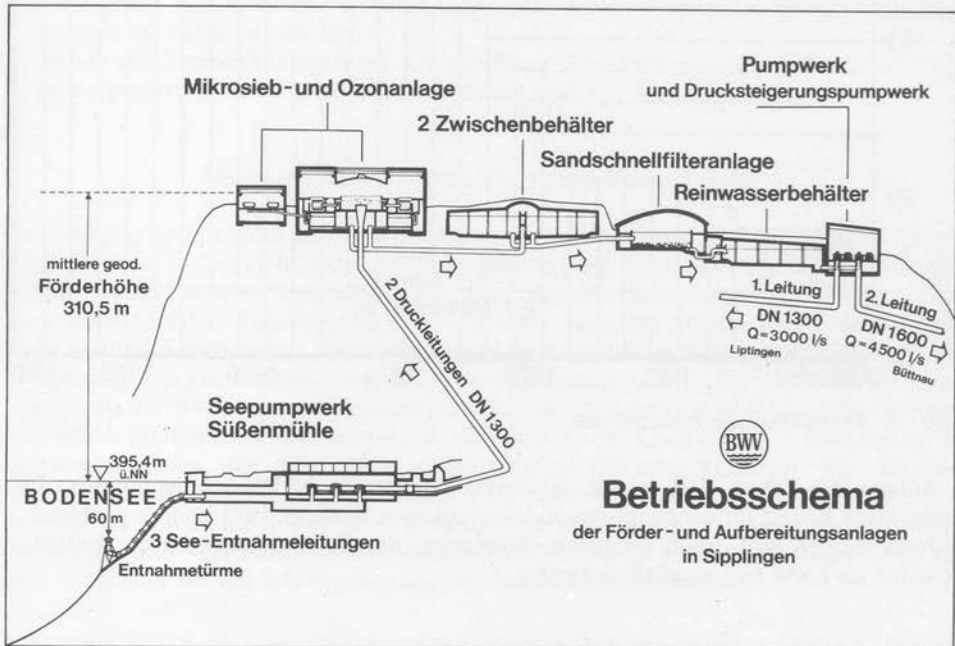 Pumpwerk
und Drucksteigerungspumpwerk
Mikrosieb- und Ozonanlage
2 Zwischenbehälter
Sandschnellfilteranlage
Reinwasserbehälter
mittlere geod.
Förderhöhe
310,5 m
2 Druckleitungen DN 1300
1. Leitung
DN 1300
Q = 3000 l/s
Liptingen
2. Leitung
DN 1600
Q = 4500 l/s
Büttnau
Seepumpwerk
Süßenmühle
395,4 m
ü.NN
BODENSEE
60 m
3 See-Entnahmeleitungen
Entnahmetürme
BWV
Betriebsschema
der Förder- und Aufbereitungsanlagen
in Sipplingen